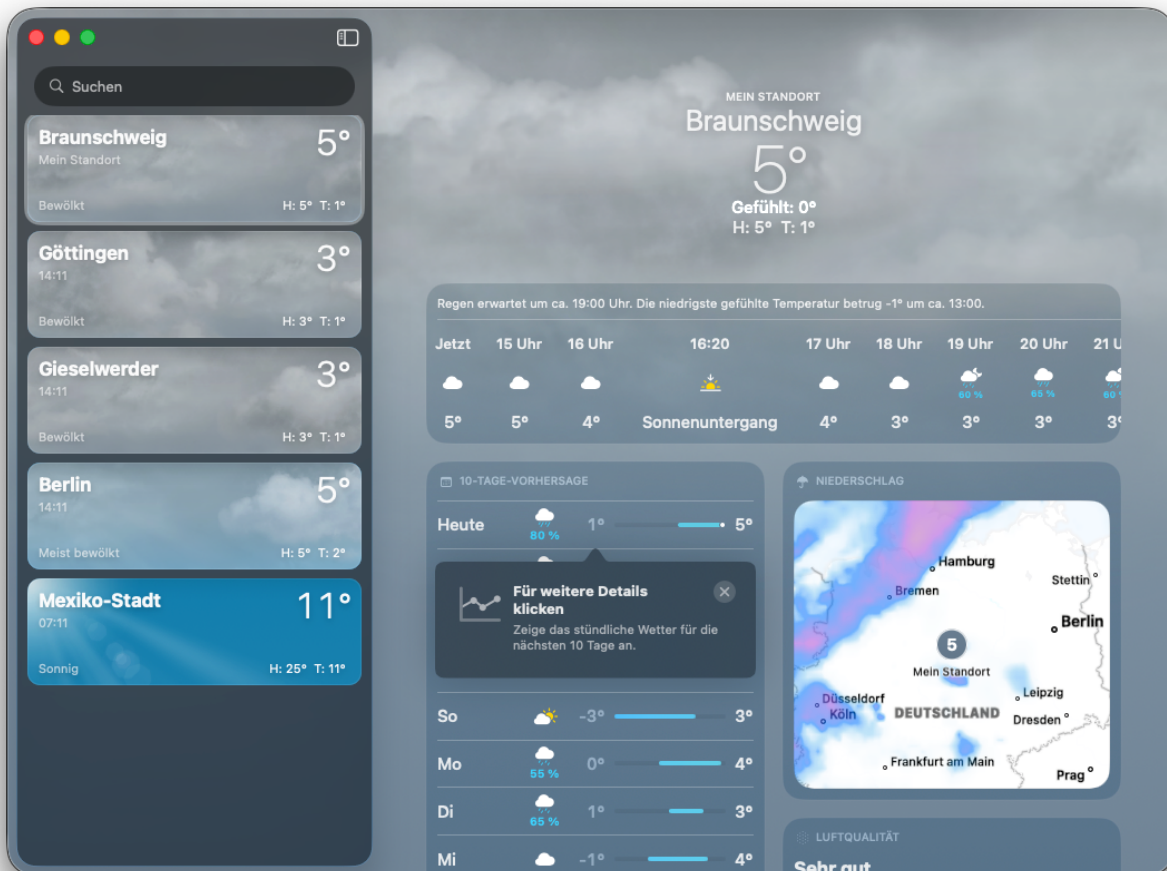 Suchen
Braunschweig
5°
Mein Standort
Bewölkt
H: 5° T: 1°
Göttingen
3°
14:11
Bewölkt
H: 3° T: 1°
Gieselwerder
3°
14:11
Bewölkt
H: 3° T: 1°
Berlin
5°
14:11
Meist bewölkt
H: 5° T: 2°
Mexiko-Stadt
11°
07:11
Sonnig
H: 25° T: 11°
MEIN STANDORT
Braunschweig
5°
Gefühlt: 0°
H: 5° T: 1°
Regen erwartet um ca. 19:00 Uhr. Die niedrigste gefühlte Temperatur betrug -1° um ca. 13:00.
Jetzt 15 Uhr 16 Uhr 16:20 17 Uhr 18 Uhr 19 Uhr 20 Uhr 21 U
60 % 65 % 60
5° 5° 4° Sonnenuntergang 4° 3° 3° 3° 3°
10-TAGE-VORHERSAGE
Heute 1° 5°
80 %
Für weitere Details
klicken
Zeige das stündliche Wetter für die
nächsten 10 Tage an.
So -3° 3°
Mo 0° 4°
55 %
Di 1° 3°
65 %
Mi -1° 4°
NIEDERSCHLAG
Hamburg
Stettin
Bremen
Berlin
5
Mein Standort
Leipzig
Düsseldorf
Köln
DEUTSCHLAND
Dresden
Frankfurt am Main
Prag
LUFTQUALITÄT
Sehr gut